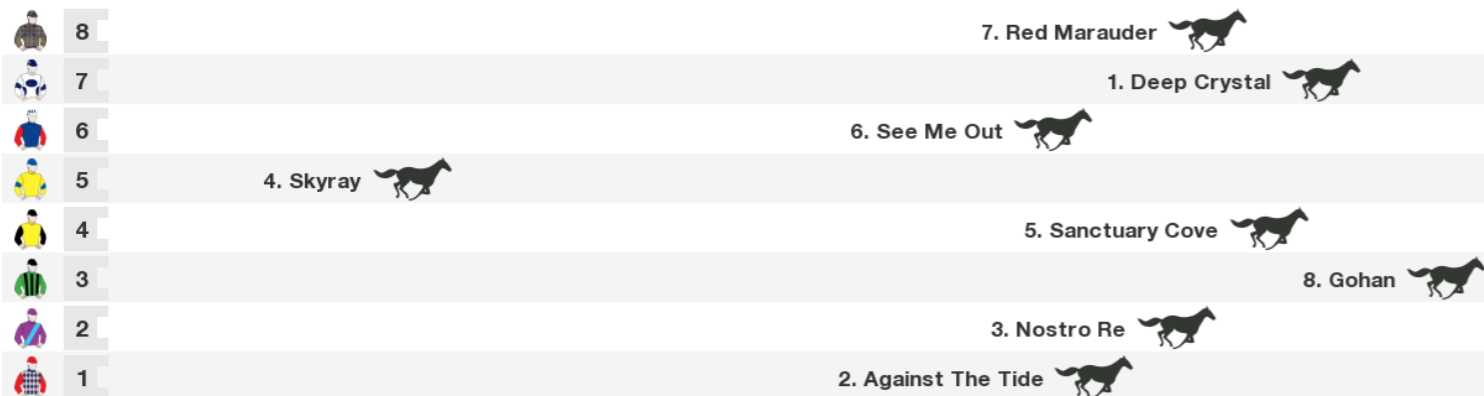 8 7. Red Marauder
7 1. Deep Crystal
6 6. See Me Out
5 4. Skyray
4 5. Sanctuary Cove
3 8. Gohan
2 3. Nostro Re
1 2. Against The Tide